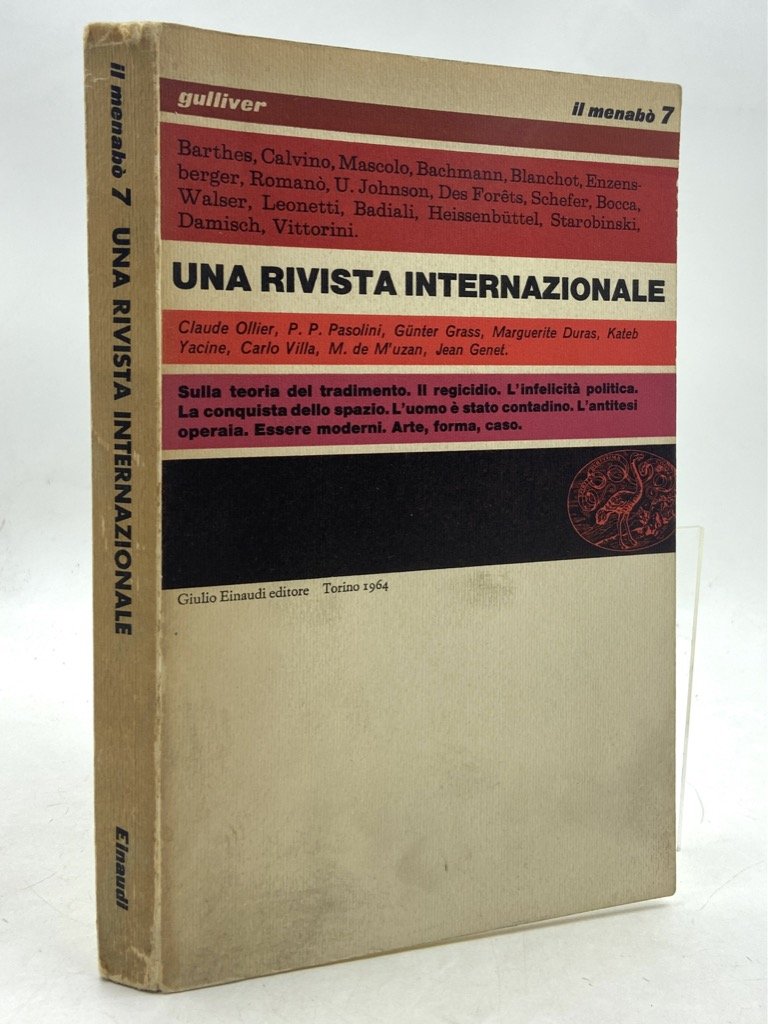 il menabò 7 UNA RIVISTA INTERNAZIONALE Einaudi
gulliver
il menabò 7
Barthes, Calvino, Mascolo, Bachmann, Blanchot, Enzens-
berger, Romanò, U. Johnson, Des Forêts, Schefer, Bocca,
Walser, Leonetti, Badiali, Heissenbüttel, Starobinski,
Damisch, Vittorini.
UNA RIVISTA INTERNAZIONALE
Claude Ollier, P. P. Pasolini, Günter Grass, Marguerite Duras, Kateb
Yacine, Carlo Villa, M. de M'uzan, Jean Genet.
Sulla teoria del tradimento. Il regicidio. L'infelicità politica.
La conquista dello spazio. L'uomo è stato contadino. L'antitesi
operaia. Essere moderni. Arte, forma, caso.
Giulio Einaudi editore Torino 1964